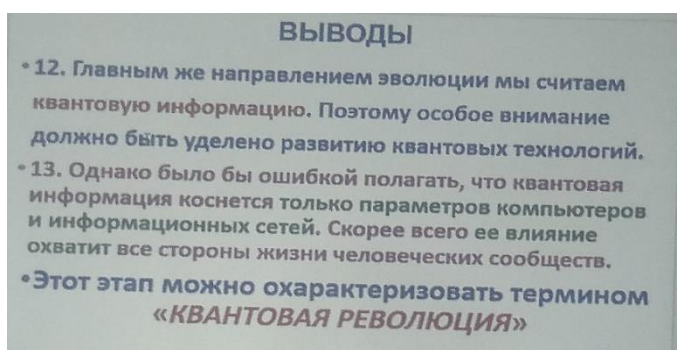 ВЫВОДЫ
•12. Главным же направлением эволюции мы считаем
квантовую информацию. Поэтому особое внимание
должно быть уделено развитию квантовых технологий.
•13. Однако было бы ошибкой полагать, что квантовая
информация коснется только параметров компьютеров
и информационных сетей. Скорее всего ее влияние
охватит все стороны жизни человеческих сообществ.
•Этот этап можно охарактеризовать термином
«КВАНТОВАЯ РЕВОЛЮЦИЯ»